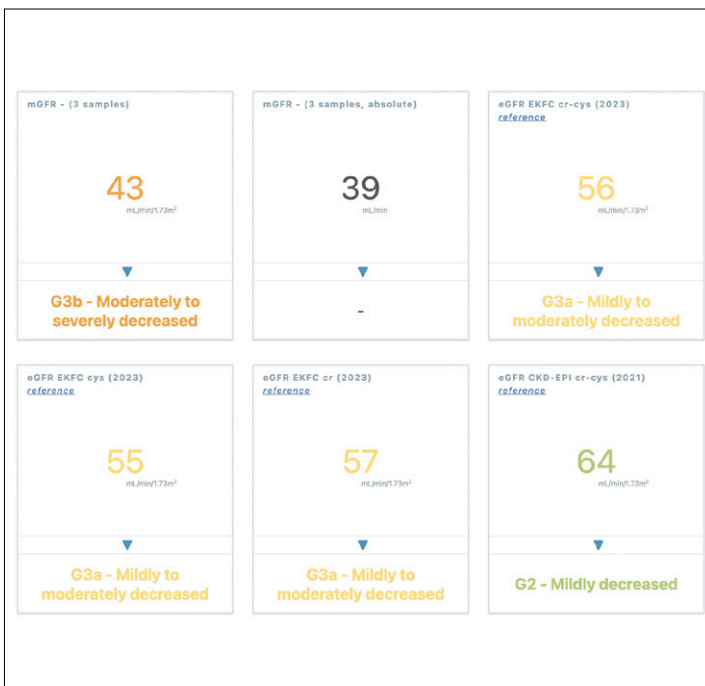 mGFR - (3 samples)
43
mL/min/1.73m²
G3b - Moderately to
severely decreased
mGFR - (3 samples, absolute)
39
mL/min
-
eGFR EKFC cr-cys (2023)
reference
56
mL/min/1.73m²
G3a - Mildly to
moderately decreased
eGFR EKFC cys (2023)
reference
55
mL/min/1.73m²
G3a - Mildly to
moderately decreased
eGFR EKFC cr (2023)
reference
57
mL/min/1.73m²
G3a - Mildly to
moderately decreased
eGFR CKD-EPI cr-cys (2021)
reference
64
mL/min/1.73m²
G2 - Mildly decreased